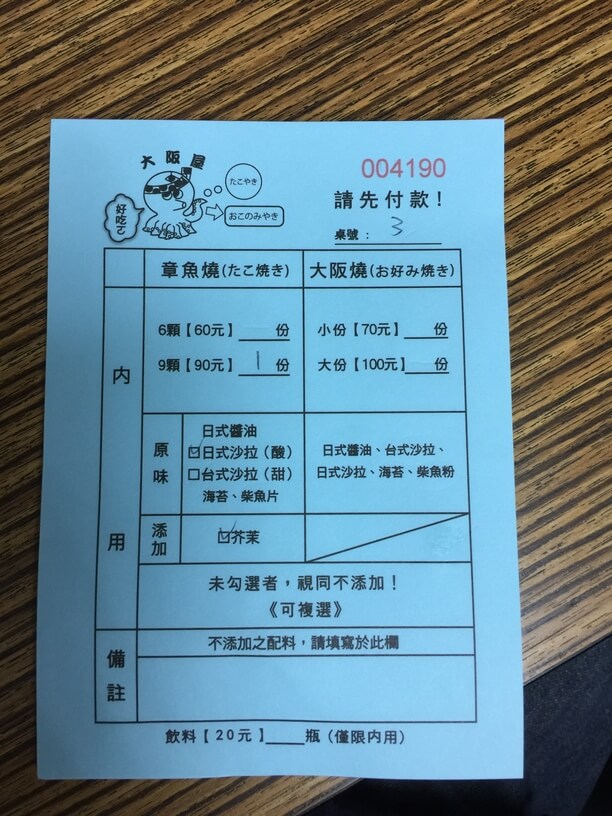 大阪屋
たこやき
おこのみやき
好吃ㄛ
004190
請先付款！
桌號： 3
章魚燒(たこ焼き) 大阪燒(お好み焼き)
內用
6顆【60元】____份 小份【70元】____份
9顆【90元】 1 份 大份【100元】____份
原味
日式醬油
☑日式沙拉（酸）
□台式沙拉（甜）
海苔、柴魚片
日式醬油、台式沙拉、
日式沙拉、海苔、柴魚粉
添加
☑芥茉
未勾選者，視同不添加！
《可複選》
備註
不添加之配料，請填寫於此欄
飲料【20元】____瓶（僅限內用）